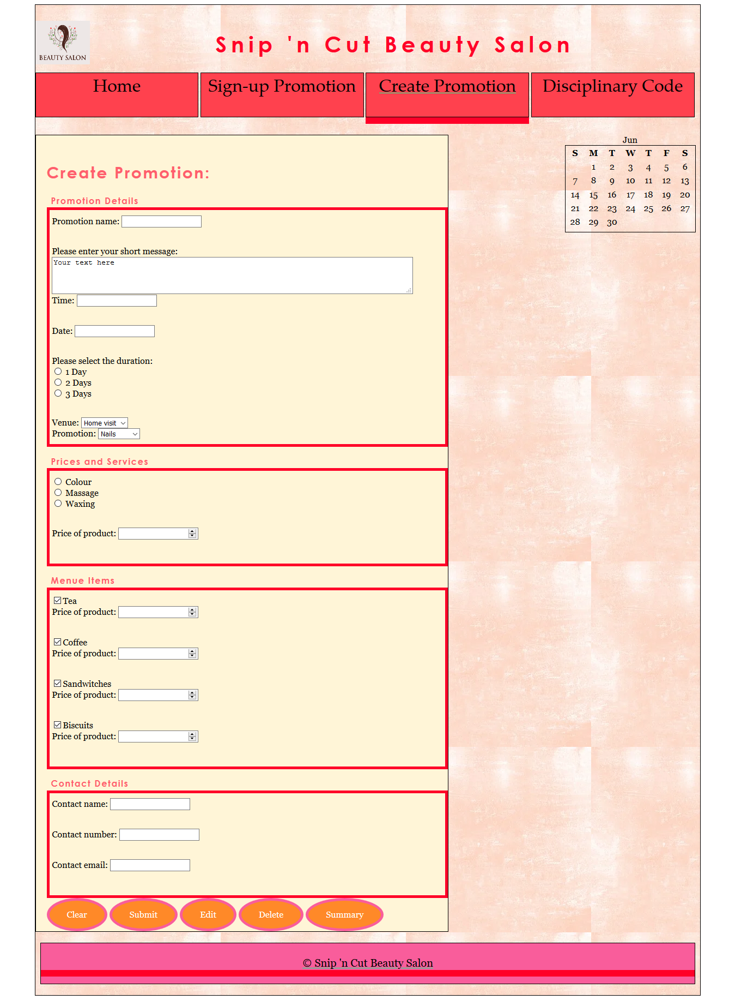 BEAUTY SALON
Snip 'n Cut Beauty Salon
Home
Sign-up Promotion
Create Promotion
Disciplinary Code
Create Promotion:
Promotion Details
Promotion name:
Please enter your short message:
Your text here
Time:
Date:
Please select the duration:
1 Day
2 Days
3 Days
Venue: Home visit
Promotion: Nails
Prices and Services
Colour
Massage
Waxing
Price of product:
Menue Items
Tea
Price of product:
Coffee
Price of product:
Sandwitches
Price of product:
Biscuits
Price of product:
Contact Details
Contact name:
Contact number:
Contact email:
Clear Submit Edit Delete Summary
Jun
S M T W T F S
1 2 3 4 5 6
7 8 9 10 11 12 13
14 15 16 17 18 19 20
21 22 23 24 25 26 27
28 29 30
© Snip 'n Cut Beauty Salon